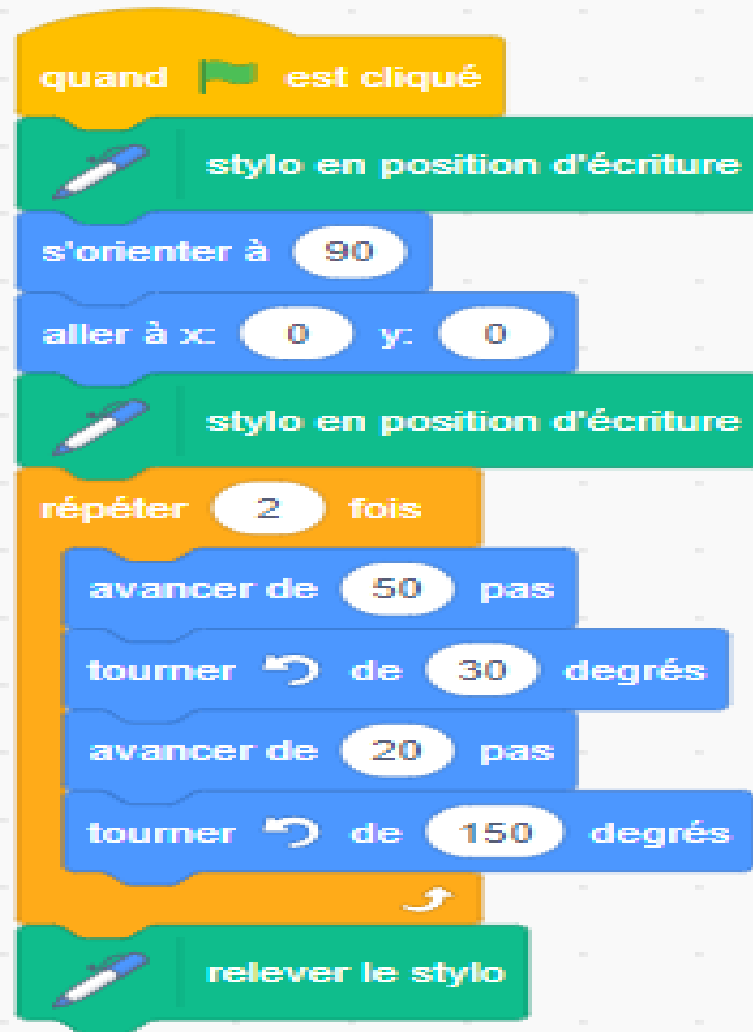 quand est cliqué
stylo en position d'écriture
s'orienter à 90
aller à x: 0 y: 0
stylo en position d'écriture
répéter 2 fois
avancer de 50 pas
tourner de 30 degrés
avancer de 20 pas
tourner de 150 degrés
relever le stylo